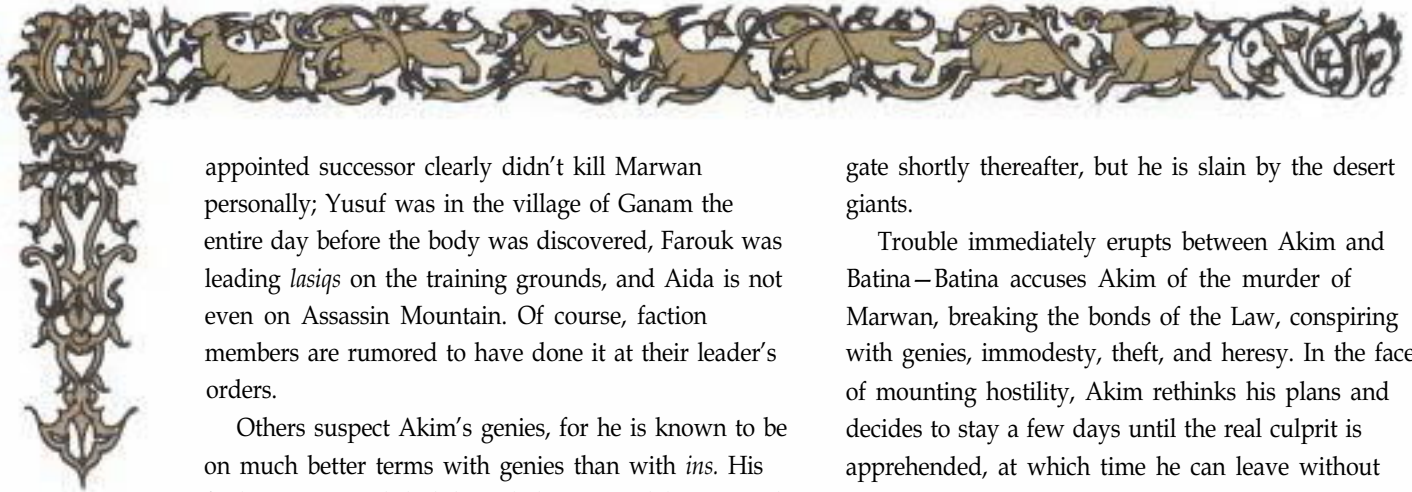 appointed successor clearly didn't kill Marwan
personally; Yusuf was in the village of Ganam the
entire day before the body was discovered, Farouk was
leading lasiqs on the training grounds, and Aida is not
even on Assassin Mountain. Of course, faction
members are rumored to have done it at their leader's
orders.
Others suspect Akim's genies, for he is known to be
on much better terms with genies than with ins. His
gate shortly thereafter, but he is slain by the desert
giants.
Trouble immediately erupts between Akim and
Batina—Batina accuses Akim of the murder of
Marwan, breaking the bonds of the Law, conspiring
with genies, immodesty, theft, and heresy. In the face
of mounting hostility, Akim rethinks his plans and
decides to stay a few days until the real culprit is
apprehended, at which time he can leave without